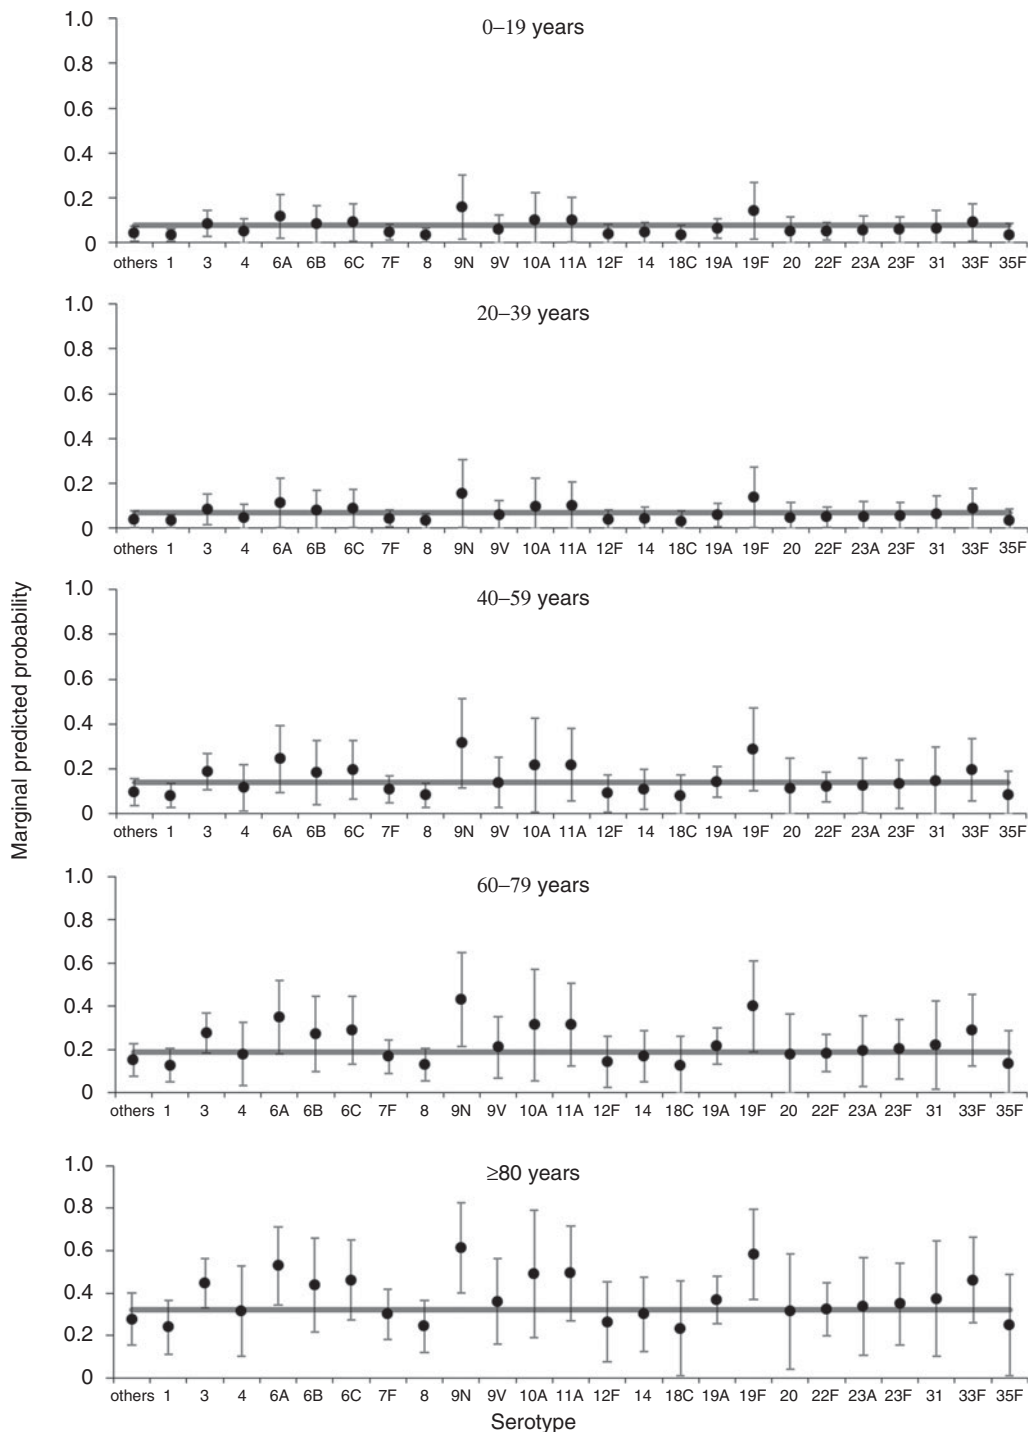 0–19 years
1.0
0.8
0.6
0.4
0.2
0
others 1 3 4 6A 6B 6C 7F 8 9N 9V 10A 11A 12F 14 18C 19A 19F 20 22F 23A 23F 31 33F 35F
20–39 years
1.0
0.8
0.6
0.4
0.2
0
others 1 3 4 6A 6B 6C 7F 8 9N 9V 10A 11A 12F 14 18C 19A 19F 20 22F 23A 23F 31 33F 35F
Marginal predicted probability
40–59 years
1.0
0.8
0.6
0.4
0.2
0
others 1 3 4 6A 6B 6C 7F 8 9N 9V 10A 11A 12F 14 18C 19A 19F 20 22F 23A 23F 31 33F 35F
60–79 years
1.0
0.8
0.6
0.4
0.2
0
others 1 3 4 6A 6B 6C 7F 8 9N 9V 10A 11A 12F 14 18C 19A 19F 20 22F 23A 23F 31 33F 35F
≥80 years
1.0
0.8
0.6
0.4
0.2
0
others 1 3 4 6A 6B 6C 7F 8 9N 9V 10A 11A 12F 14 18C 19A 19F 20 22F 23A 23F 31 33F 35F
Serotype